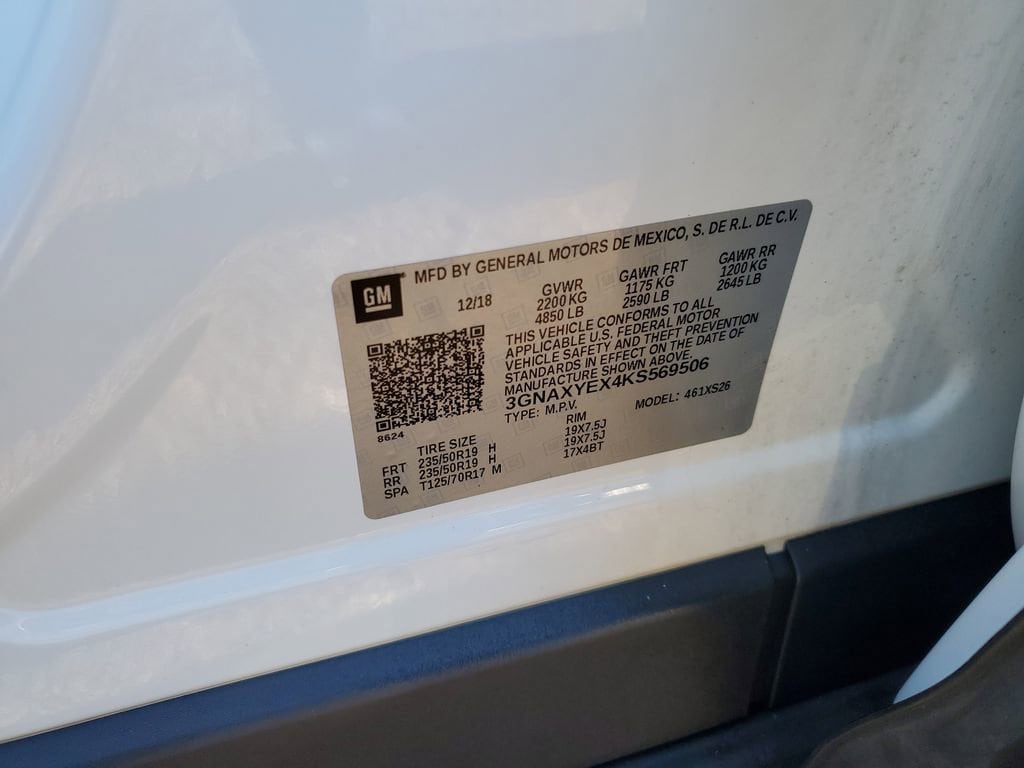 GM MFD BY GENERAL MOTORS DE MEXICO, S. DE R.L. DE C.V.
12/18 GVWR GAWR FRT GAWR RR
2200 KG 1175 KG 1200 KG
4850 LB 2590 LB 2645 LB
THIS VEHICLE CONFORMS TO ALL
APPLICABLE U.S. FEDERAL MOTOR
VEHICLE SAFETY AND THEFT PREVENTION
STANDARDS IN EFFECT ON THE DATE OF
MANUFACTURE SHOWN ABOVE.
3GNAXYEX4KS569506
TYPE: M.P.V. MODEL: 461XS26
8624
TIRE SIZE RIM
FRT 235/50R19 H 19X7.5J
RR 235/50R19 H 19X7.5J
SPA T125/70R17 M 17X4BT